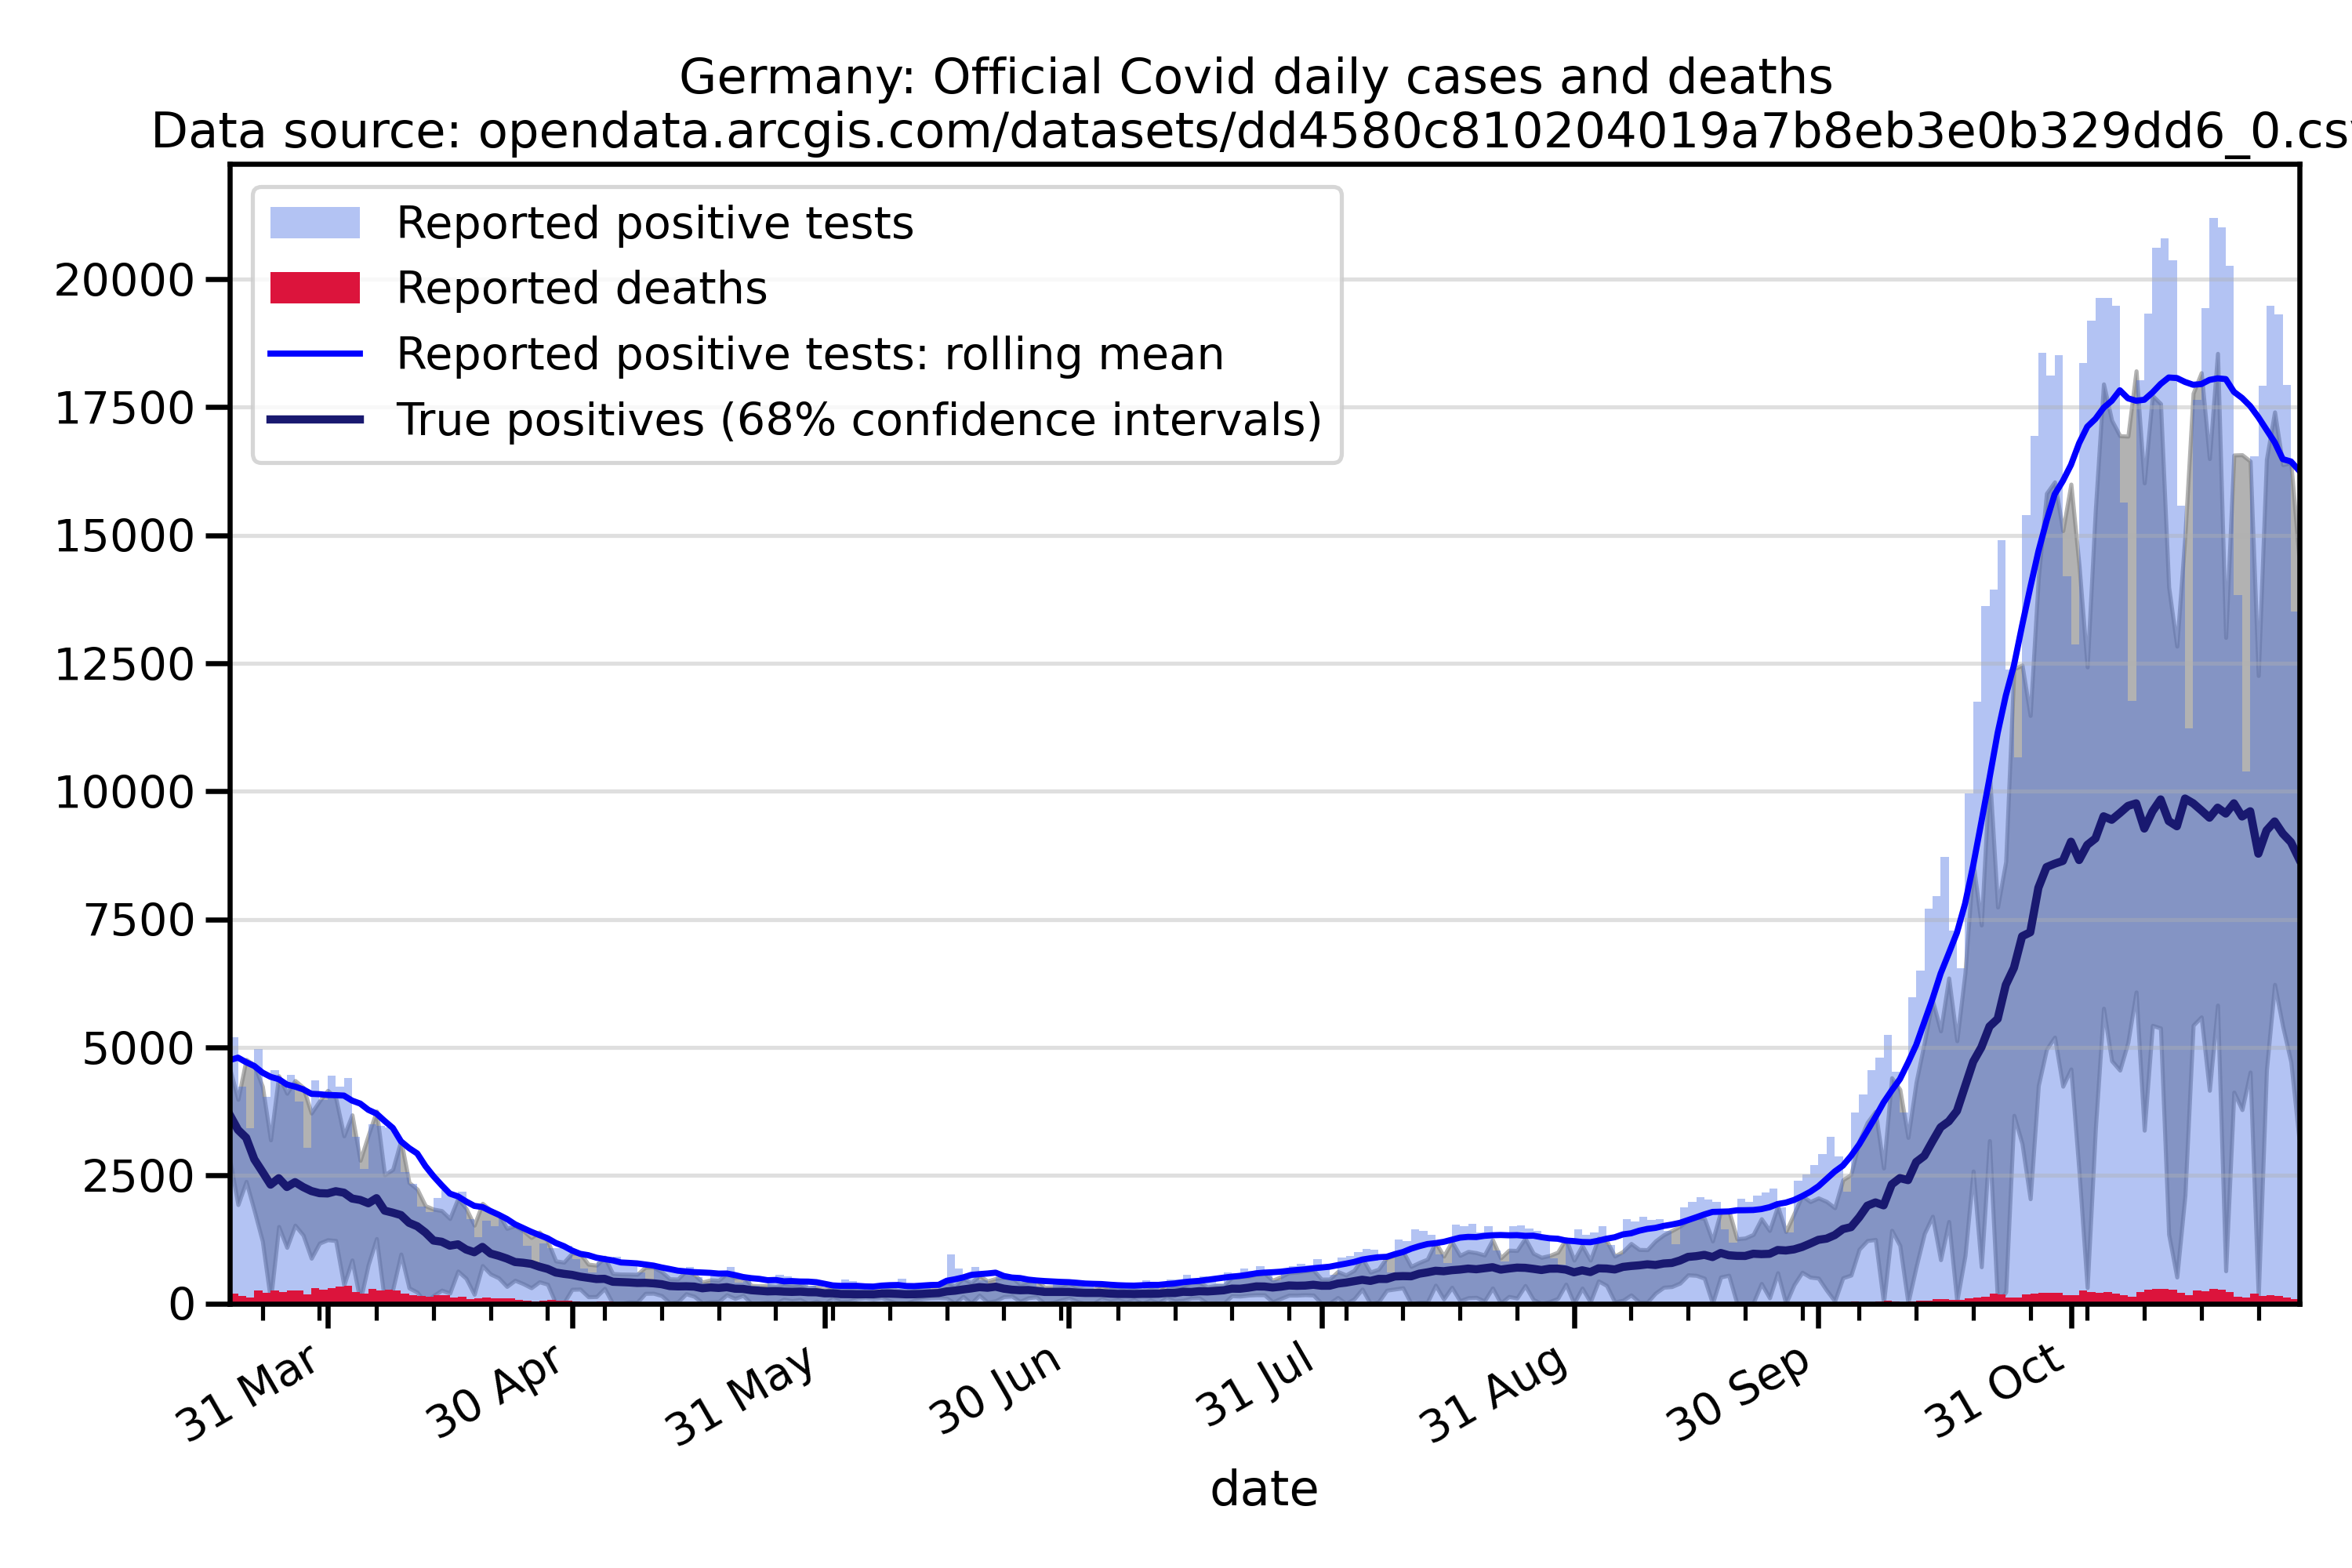 Germany: Official Covid daily cases and deaths
Data source: opendata.arcgis.com/datasets/dd4580c810204019a7b8eb3e0b329dd6_0.cs
Reported positive tests
Reported deaths
Reported positive tests: rolling mean
True positives (68% confidence intervals)
20000
17500
15000
12500
10000
7500
5000
2500
0
31 Mar
30 Apr
31 May
30 Jun
31 Jul
31 Aug
30 Sep
31 Oct
date